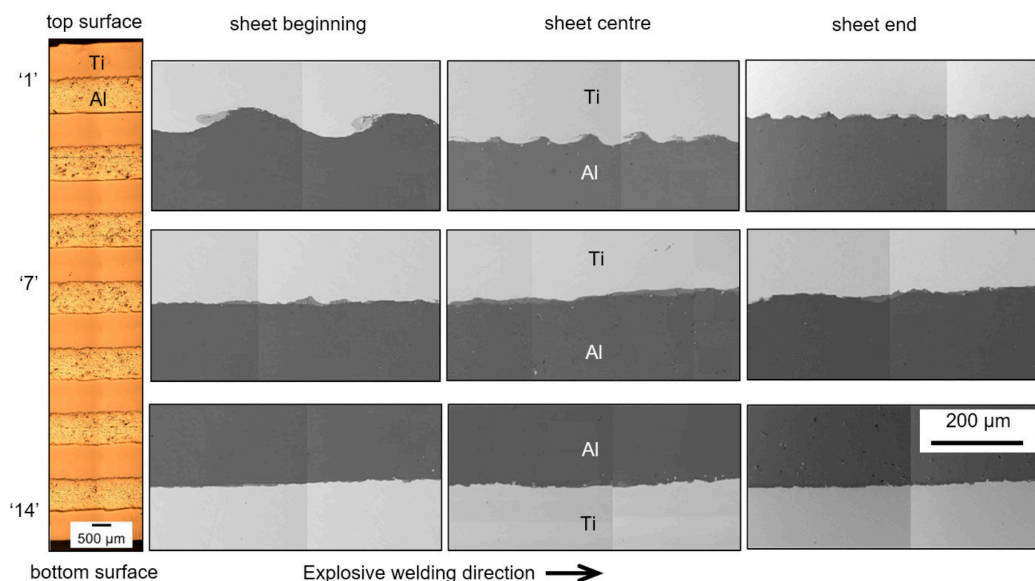 top surface
sheet beginning
sheet centre
sheet end
'1'
Ti
Al
Ti
Al
'7'
Ti
Al
'14'
Al
Ti
200 µm
500 µm
bottom surface
Explosive welding direction